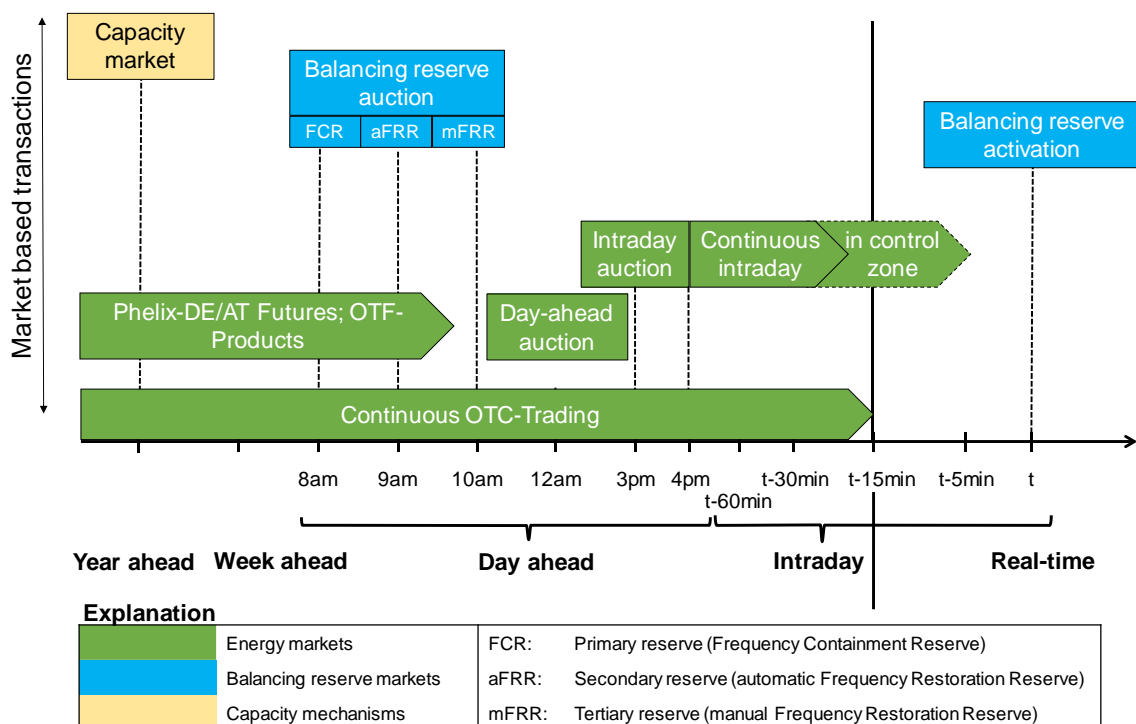 Market based transactions
Capacity
market
Balancing reserve
auction
FCR
aFRR
mFRR
Balancing reserve
activation
Intraday
auction
Continuous
intraday
in control
zone
Phelix-DE/AT Futures; OTF-
Products
Day-ahead
auction
Continuous OTC-Trading
8am
9am
10am
12am
3pm
4pm
t-60min
t-30min
t-15min
t-5min
t
Year ahead
Week ahead
Day ahead
Intraday
Real-time
Explanation
Energy markets
FCR: Primary reserve (Frequency Containment Reserve)
Balancing reserve markets
aFRR: Secondary reserve (automatic Frequency Restoration Reserve)
Capacity mechanisms
mFRR: Tertiary reserve (manual Frequency Restoration Reserve)